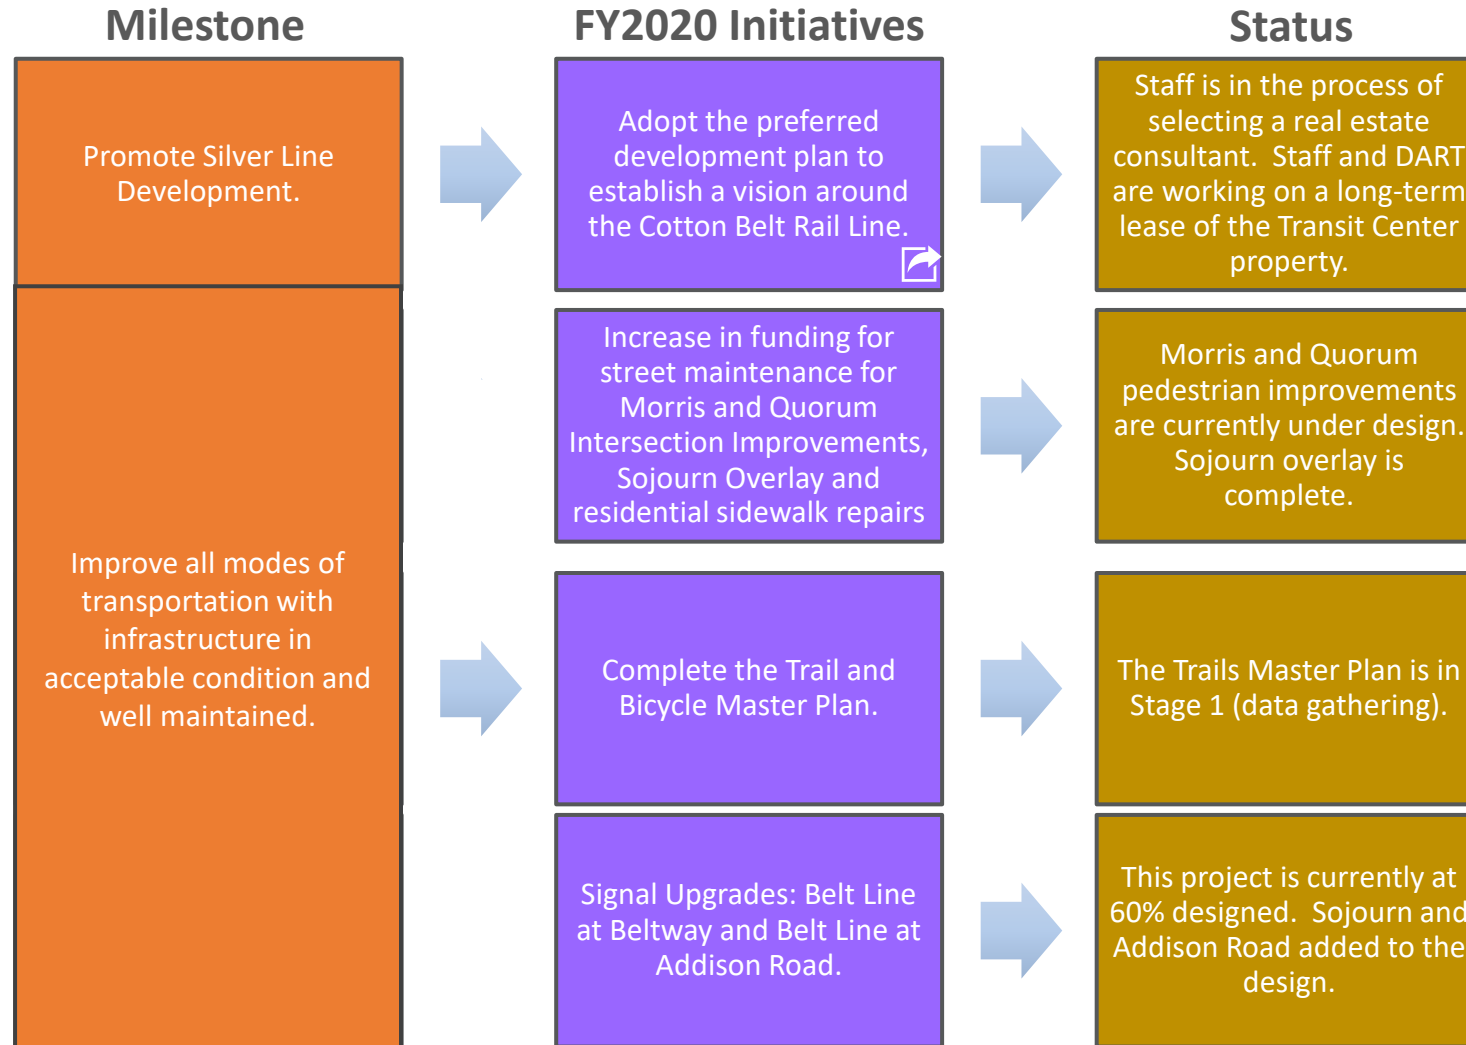 Milestone
FY2020 Initiatives
Status
Promote Silver Line
Development.
Adopt the preferred
development plan to
establish a vision around
the Cotton Belt Rail Line.
Staff is in the process of
selecting a real estate
consultant.  Staff and DART
are working on a long-term
lease of the Transit Center
property.
Improve all modes of
transportation with
infrastructure in
acceptable condition and
well maintained.
Increase in funding for
street maintenance for
Morris and Quorum
Intersection Improvements,
Sojourn Overlay and
residential sidewalk repairs
Morris and Quorum
pedestrian improvements
are currently under design.
Sojourn overlay is
complete.
Complete the Trail and
Bicycle Master Plan.
The Trails Master Plan is in
Stage 1 (data gathering).
Signal Upgrades: Belt Line
at Beltway and Belt Line at
Addison Road.
This project is currently at
60% designed.  Sojourn and
Addison Road added to the
design.